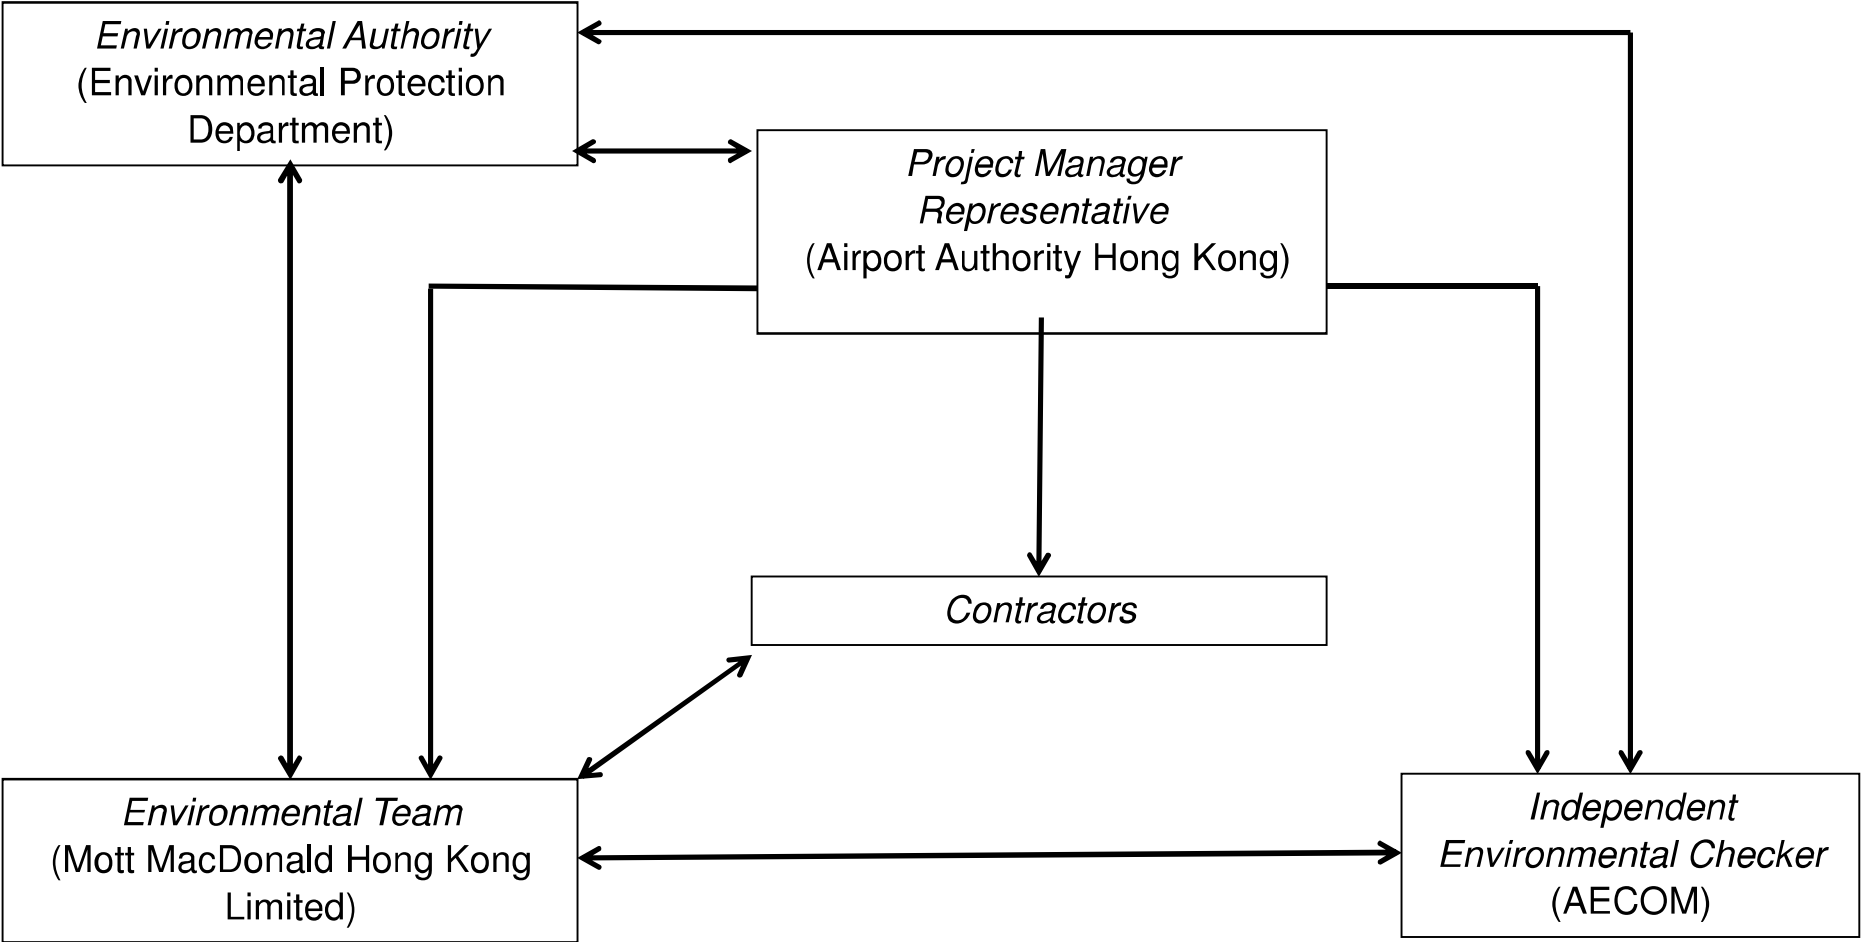 Environmental Authority
(Environmental Protection
Department)
Project Manager
Representative
(Airport Authority Hong Kong)
Contractors
Environmental Team
(Mott MacDonald Hong Kong
Limited)
Independent
Environmental Checker
(AECOM)